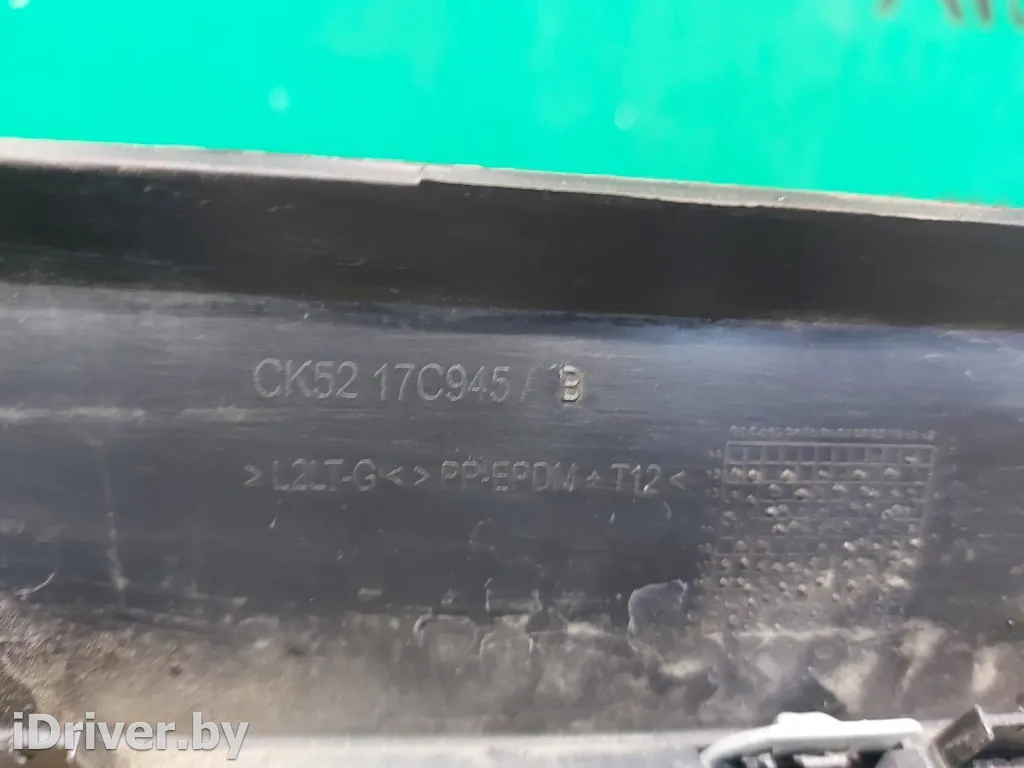 CK52 17C945 / B
>L2LT-G<>PP-EPDM+T12<
iDriver.by